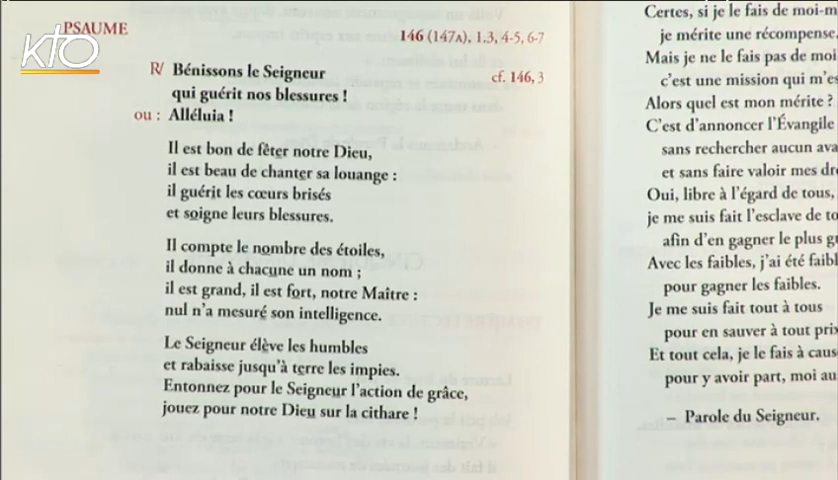 KTO
PSAUME
146 (147A), 1.3, 4-5, 6-7
R/ Bénissons le Seigneur
cf. 146, 3
qui guérit nos blessures !
ou : Alléluia !
Il est bon de fêter notre Dieu,
il est beau de chanter sa louange :
il guérit les cœurs brisés
et soigne leurs blessures.
Il compte le nombre des étoiles,
il donne à chacune un nom ;
il est grand, il est fort, notre Maître :
nul n'a mesuré son intelligence.
Le Seigneur élève les humbles
et rabaisse jusqu'à terre les impies.
Entonnez pour le Seigneur l'action de grâce,
jouez pour notre Dieu sur la cithare !
Certes, si je le fais de moi-m
je mérite une récompense.
Mais je ne le fais pas de moi
c'est une mission qui m'es
Alors quel est mon mérite ?
C'est d'annoncer l'Évangile
sans rechercher aucun ava
et sans faire valoir mes dr
Oui, libre à l'égard de tous,
je me suis fait l'esclave de to
afin d'en gagner le plus g
Avec les faibles, j'ai été faibl
pour gagner les faibles.
Je me suis fait tout à tous
pour en sauver à tout prix
Et tout cela, je le fais à caus
pour y avoir part, moi au
– Parole du Seigneur.